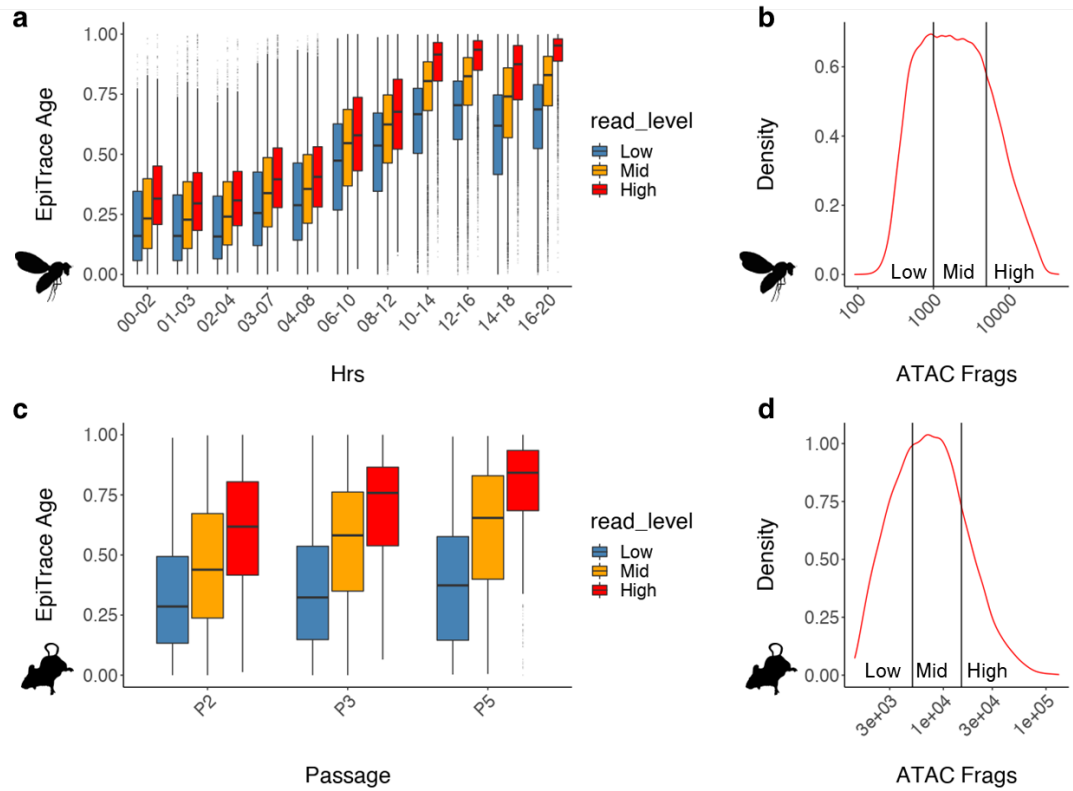 a
EpiTrace Age
1.00
0.75
0.50
0.25
0.00
00-02
01-03
02-04
03-07
04-08
06-10
08-12
10-14
12-16
14-18
16-20
Hrs
read_level
Low
Mid
High
b
Density
0.6
0.4
0.2
0.0
Low Mid High
100
1000
10000
ATAC Frags
c
EpiTrace Age
1.00
0.75
0.50
0.25
0.00
P2
P3
P5
Passage
read_level
Low
Mid
High
d
Density
1.00
0.75
0.50
0.25
0.00
Low Mid High
3e+03
1e+04
3e+04
1e+05
ATAC Frags